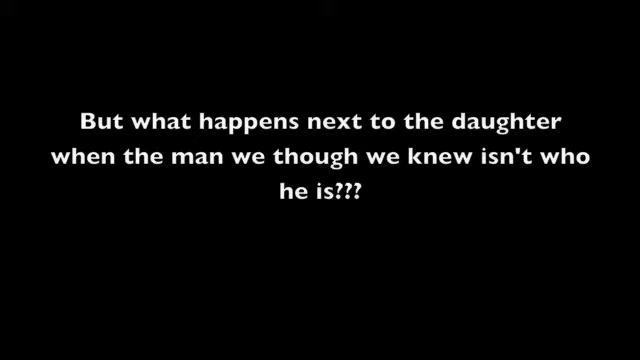 But what happens next to the daughter
when the man we though we knew isn't who
he is???